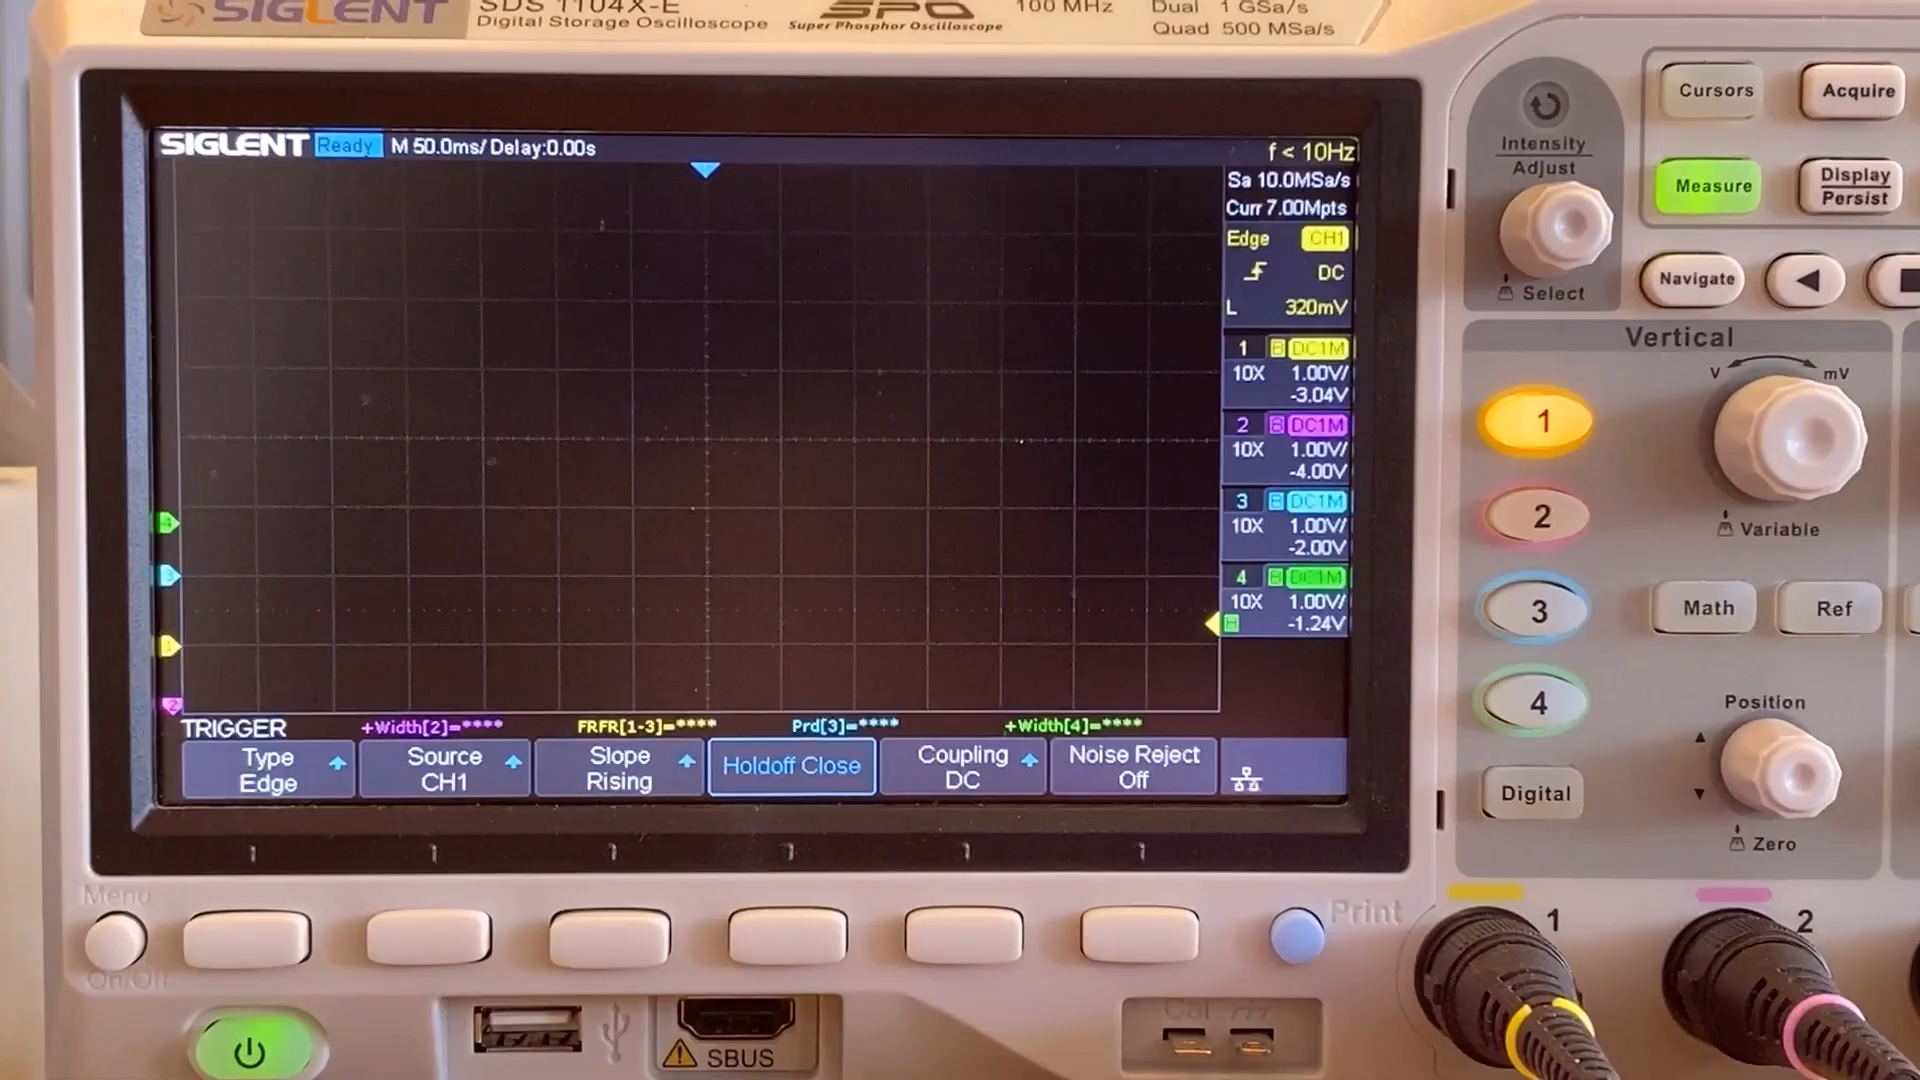 SIGLENT
SDS 1104X-E
Digital Storage Oscilloscope
SPO
Super Phosphor Oscilloscope
100 MHz
Dual 1 GSa/s
Quad 500 MSa/s
SIGLENT Ready M 50.0ms/ Delay:0.00s
f < 10Hz
Sa 10.0MSa/s
Curr 7.00Mpts
Edge CH1
DC
L 320mV
1 B DC1M
10X 1.00V/
-3.04V
2 B DC1M
10X 1.00V/
-4.00V
3 B DC1M
10X 1.00V/
-2.00V
4 B DC1M
10X 1.00V/
H -1.24V
4
3
1
2
TRIGGER +Width[2]=**** FRFR[1-3]=**** Prd[3]=**** +Width[4]=****
Type
Edge
Source
CH1
Slope
Rising
Holdoff Close
Coupling
DC
Noise Reject
Off
Menu
On/Off
Print
SBUS
Cal
Intensity
Adjust
Select
Cursors
Acquire
Measure
Display
Persist
Navigate
Vertical
V mV
Variable
1
2
3
4
Math
Ref
Digital
Position
Zero
1
2